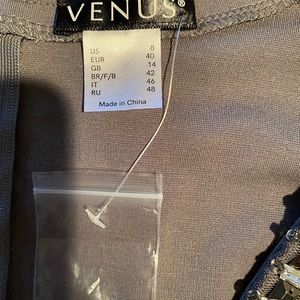 VENUS®
US 8
EUR 40
GB 14
BR/F/B 42
IT 46
RU 48
Made in China